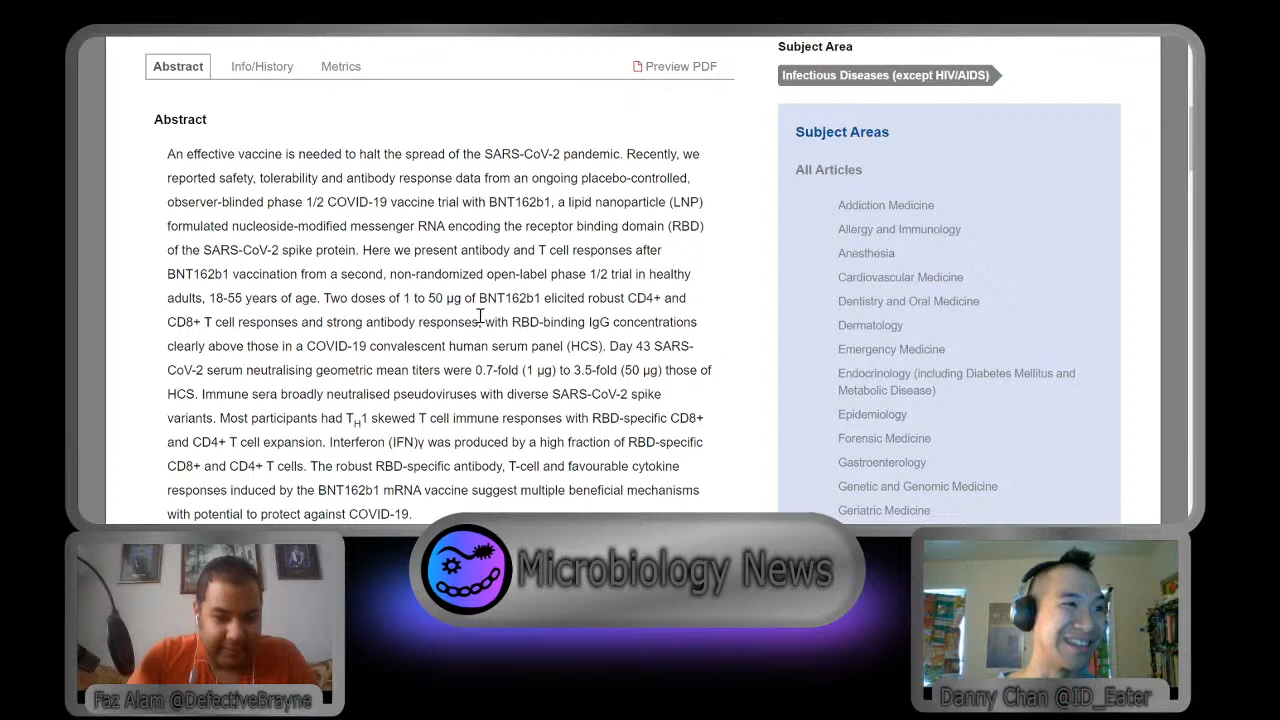 Abstract
Info/History
Metrics
Preview PDF
Abstract
An effective vaccine is needed to halt the spread of the SARS-CoV-2 pandemic. Recently, we
reported safety, tolerability and antibody response data from an ongoing placebo-controlled,
observer-blinded phase 1/2 COVID-19 vaccine trial with BNT162b1, a lipid nanoparticle (LNP)
formulated nucleoside-modified messenger RNA encoding the receptor binding domain (RBD)
of the SARS-CoV-2 spike protein. Here we present antibody and T cell responses after
BNT162b1 vaccination from a second, non-randomized open-label phase 1/2 trial in healthy
adults, 18-55 years of age. Two doses of 1 to 50 μg of BNT162b1 elicited robust CD4+ and
CD8+ T cell responses and strong antibody responses, with RBD-binding IgG concentrations
clearly above those in a COVID-19 convalescent human serum panel (HCS). Day 43 SARS-
CoV-2 serum neutralising geometric mean titers were 0.7-fold (1 μg) to 3.5-fold (50 μg) those of
HCS. Immune sera broadly neutralised pseudoviruses with diverse SARS-CoV-2 spike
variants. Most participants had TH1 skewed T cell immune responses with RBD-specific CD8+
and CD4+ T cell expansion. Interferon (IFN)γ was produced by a high fraction of RBD-specific
CD8+ and CD4+ T cells. The robust RBD-specific antibody, T-cell and favourable cytokine
responses induced by the BNT162b1 mRNA vaccine suggest multiple beneficial mechanisms
with potential to protect against COVID-19.
Subject Area
Infectious Diseases (except HIV/AIDS)
Subject Areas
All Articles
Addiction Medicine
Allergy and Immunology
Anesthesia
Cardiovascular Medicine
Dentistry and Oral Medicine
Dermatology
Emergency Medicine
Endocrinology (including Diabetes Mellitus and
Metabolic Disease)
Epidemiology
Forensic Medicine
Gastroenterology
Genetic and Genomic Medicine
Geriatric Medicine
Microbiology News
Faz Alam @DefectiveBrayne
Danny Chan @ID_Eater